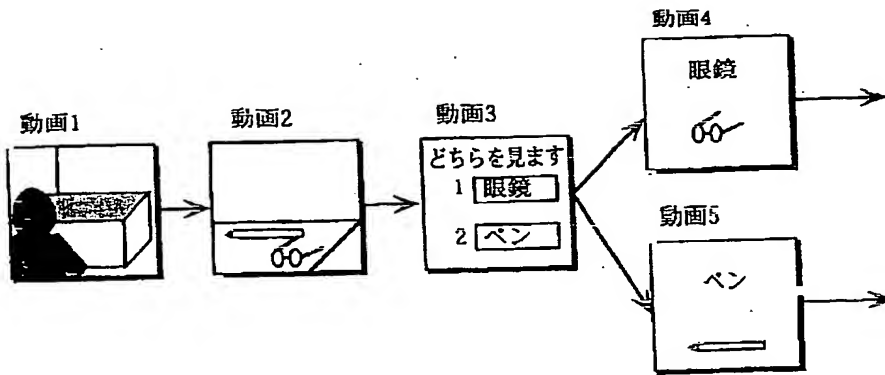 動画1
動画2
動画3
どちらを見ます
1 眼鏡
2 ペン
動画4
眼鏡
動画5
ペン